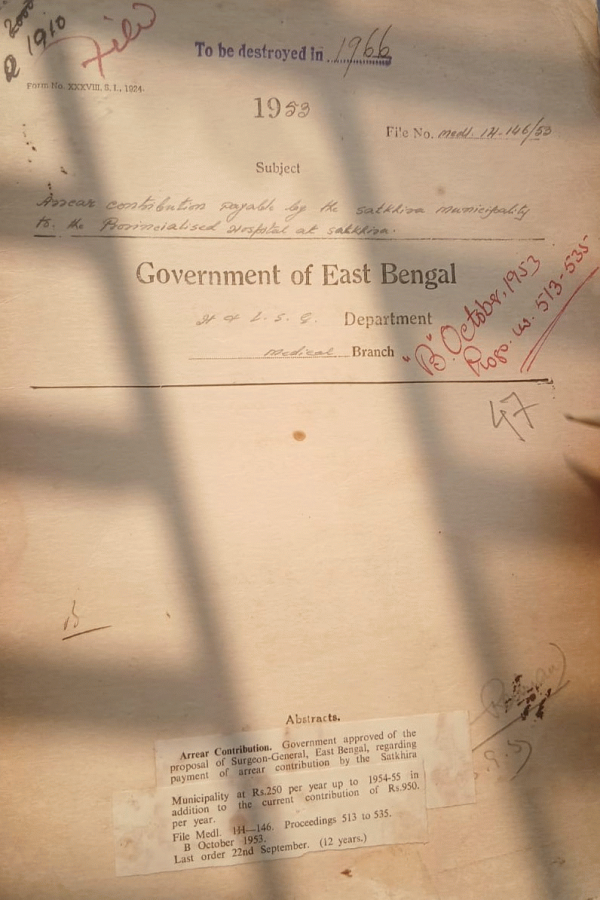 2000
R 1910
File
To be destroyed in 1966
Form No. XXXVIII, S. I., 1924.
1953
File No. Medl. 1H-146/53
Subject
Arrear contribution payable by the Satkhira Municipality
to the Provincialised Hospital at Satkhira.
Government of East Bengal
H & L. S. G. Department
Medical Branch
"B" October, 1953
Progs. ns. 513-535
47
B
Abstracts.
Arrear Contribution. Government approved of the
proposal of Surgeon-General, East Bengal, regarding
payment of arrear contribution by the Satkhira
Municipality at Rs.250 per year up to 1954-55 in
addition to the current contribution of Rs.950.
per year.
File Medl. 1H—146. Proceedings 513 to 535.
B October 1953.
Last order 22nd September. (12 years.)